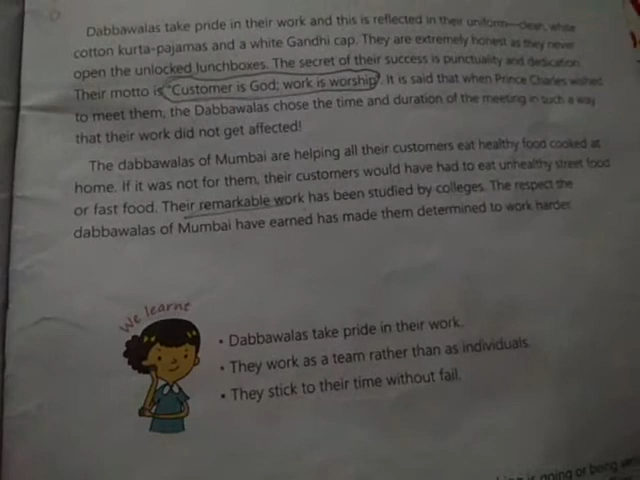 Dabbawalas take pride in their work and this is reflected in their uniform—clean, white
cotton kurta-pajamas and a white Gandhi cap. They are extremely honest as they never
open the unlocked lunchboxes. The secret of their success is punctuality and dedication.
Their motto is "Customer is God; work is worship". It is said that when Prince Charles wished
to meet them, the Dabbawalas chose the time and duration of the meeting in such a way
that their work did not get affected!
The dabbawalas of Mumbai are helping all their customers eat healthy food cooked at
home. If it was not for them, their customers would have had to eat unhealthy street food
or fast food. Their remarkable work has been studied by colleges. The respect the
dabbawalas of Mumbai have earned has made them determined to work harder.
We learnt
• Dabbawalas take pride in their work.
• They work as a team rather than as individuals.
• They stick to their time without fail.
is going or being